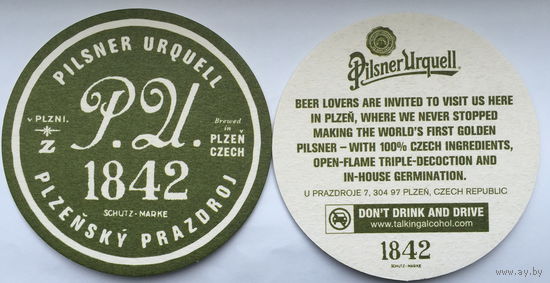 PILSNER URQUELL
v PLZNI.
P.U.
Brewed
in
PLZEŇ
CZECH
Z
1842
SCHUTZ-MARKE
PLZEŇSKÝ PRAZDROJ
Pilsner Urquell
BEER LOVERS ARE INVITED TO VISIT US HERE
IN PLZEŇ, WHERE WE NEVER STOPPED
MAKING THE WORLD'S FIRST GOLDEN
PILSNER – WITH 100% CZECH INGREDIENTS,
OPEN-FLAME TRIPLE-DECOCTION AND
IN-HOUSE GERMINATION.
U PRAZDROJE 7, 304 97 PLZEŇ, CZECH REPUBLIC
DON'T DRINK AND DRIVE
www.talkingalcohol.com
1842
SCHUTZ-MARKE
www.ay.by